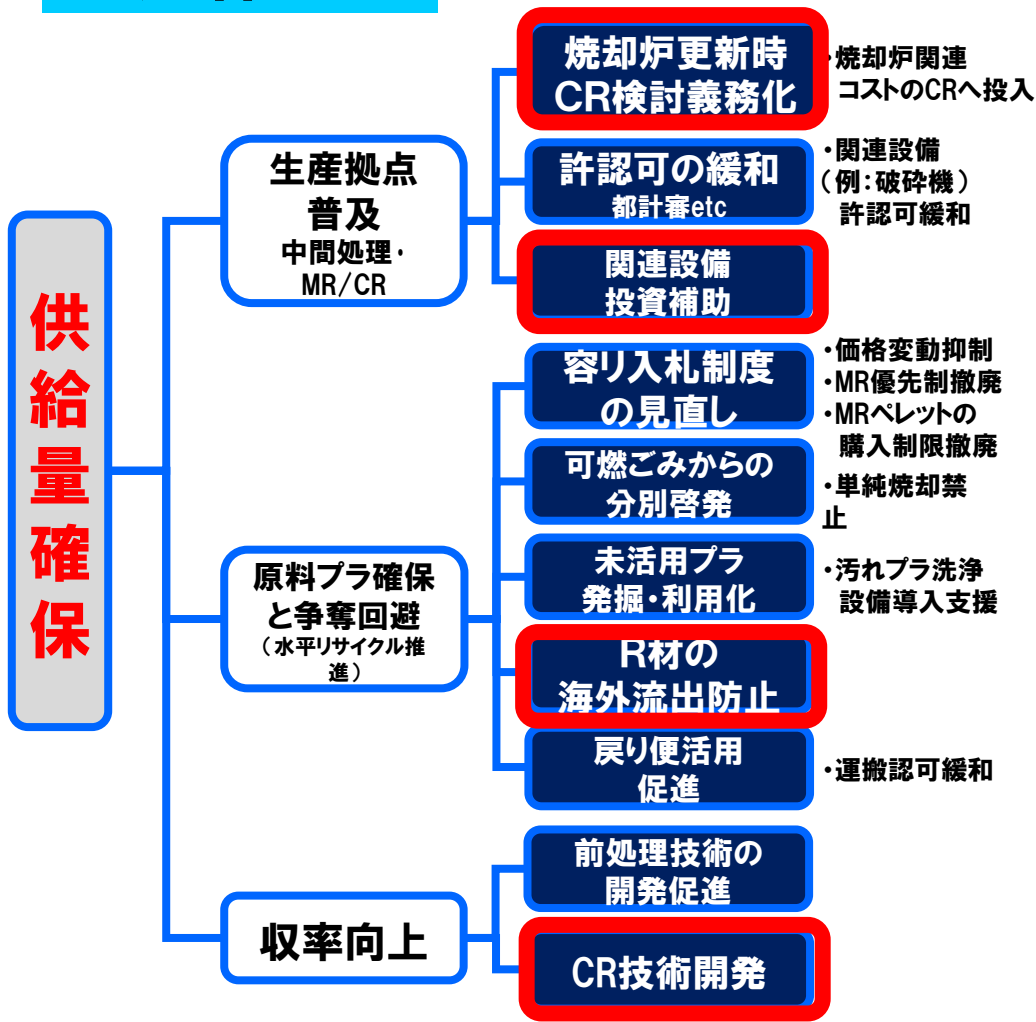 供給量確保
生産拠点
普及
中間処理・
MR/CR
焼却炉更新時
CR検討義務化
・焼却炉関連
コストのCRへ投入
許認可の緩和
都計審etc
・関連設備
(例:破砕機)
許認可緩和
関連設備
投資補助
原料プラ確保
と争奪回避
(水平リサイクル推
進)
容リ入札制度
の見直し
・価格変動抑制
・MR優先制撤廃
・MRペレットの
購入制限撤廃
可燃ごみからの
分別啓発
・単純焼却禁
止
未活用プラ
発掘・利用化
・汚れプラ洗浄
設備導入支援
R材の
海外流出防止
戻り便活用
促進
・運搬認可緩和
収率向上
前処理技術の
開発促進
CR技術開発